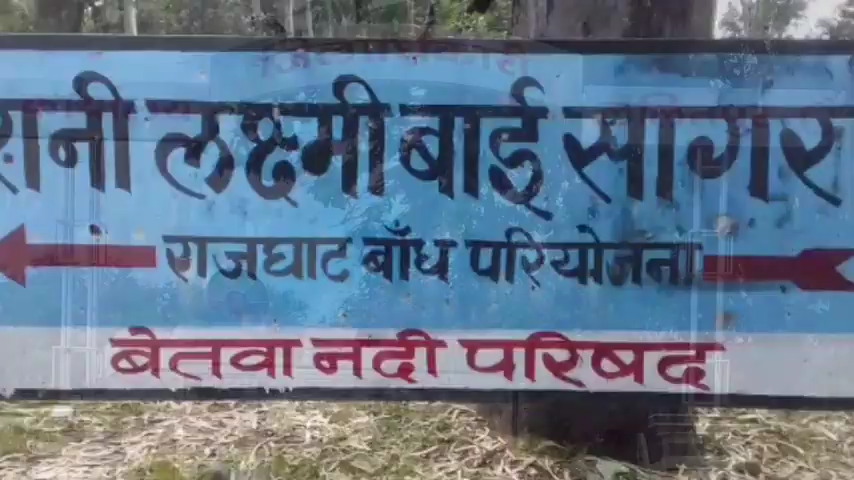 रानी लक्ष्मी बाई सागर
राजघाट बाँध परियोजना
बेतवा नदी परिषद